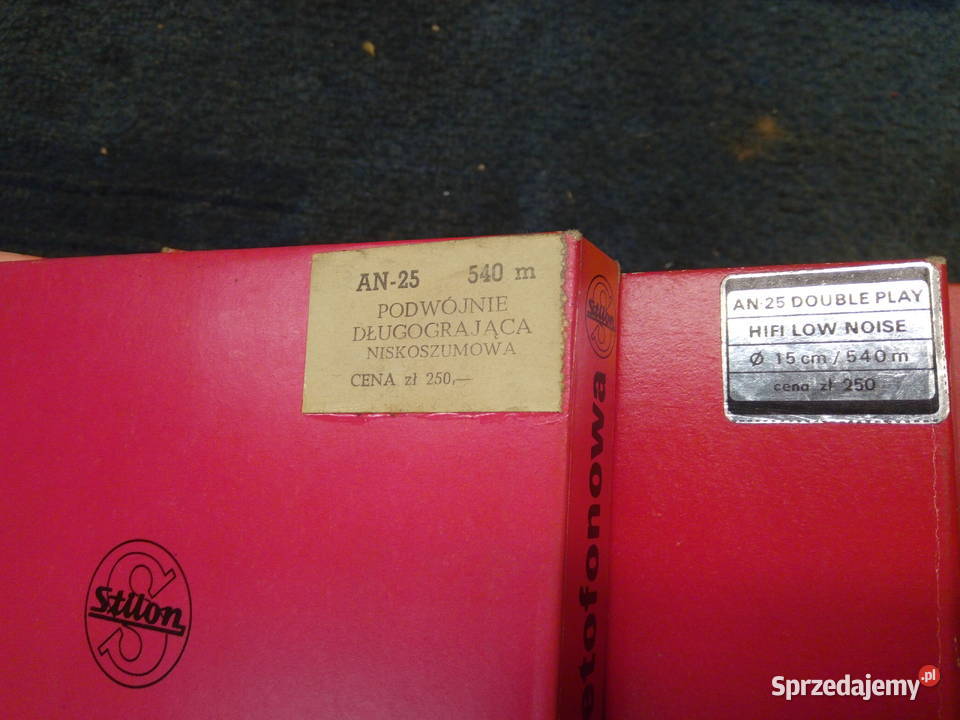 AN-25 540 m
PODWÓJNIE
DŁUGOGRAJĄCA
NISKOSZUMOWA
CENA zł 250,—
Stilon
Stilon
etofonowa
AN-25 DOUBLE PLAY
HIFI LOW NOISE
Ø 15 cm / 540 m
cena zł 250
Sprzedajemy.pl